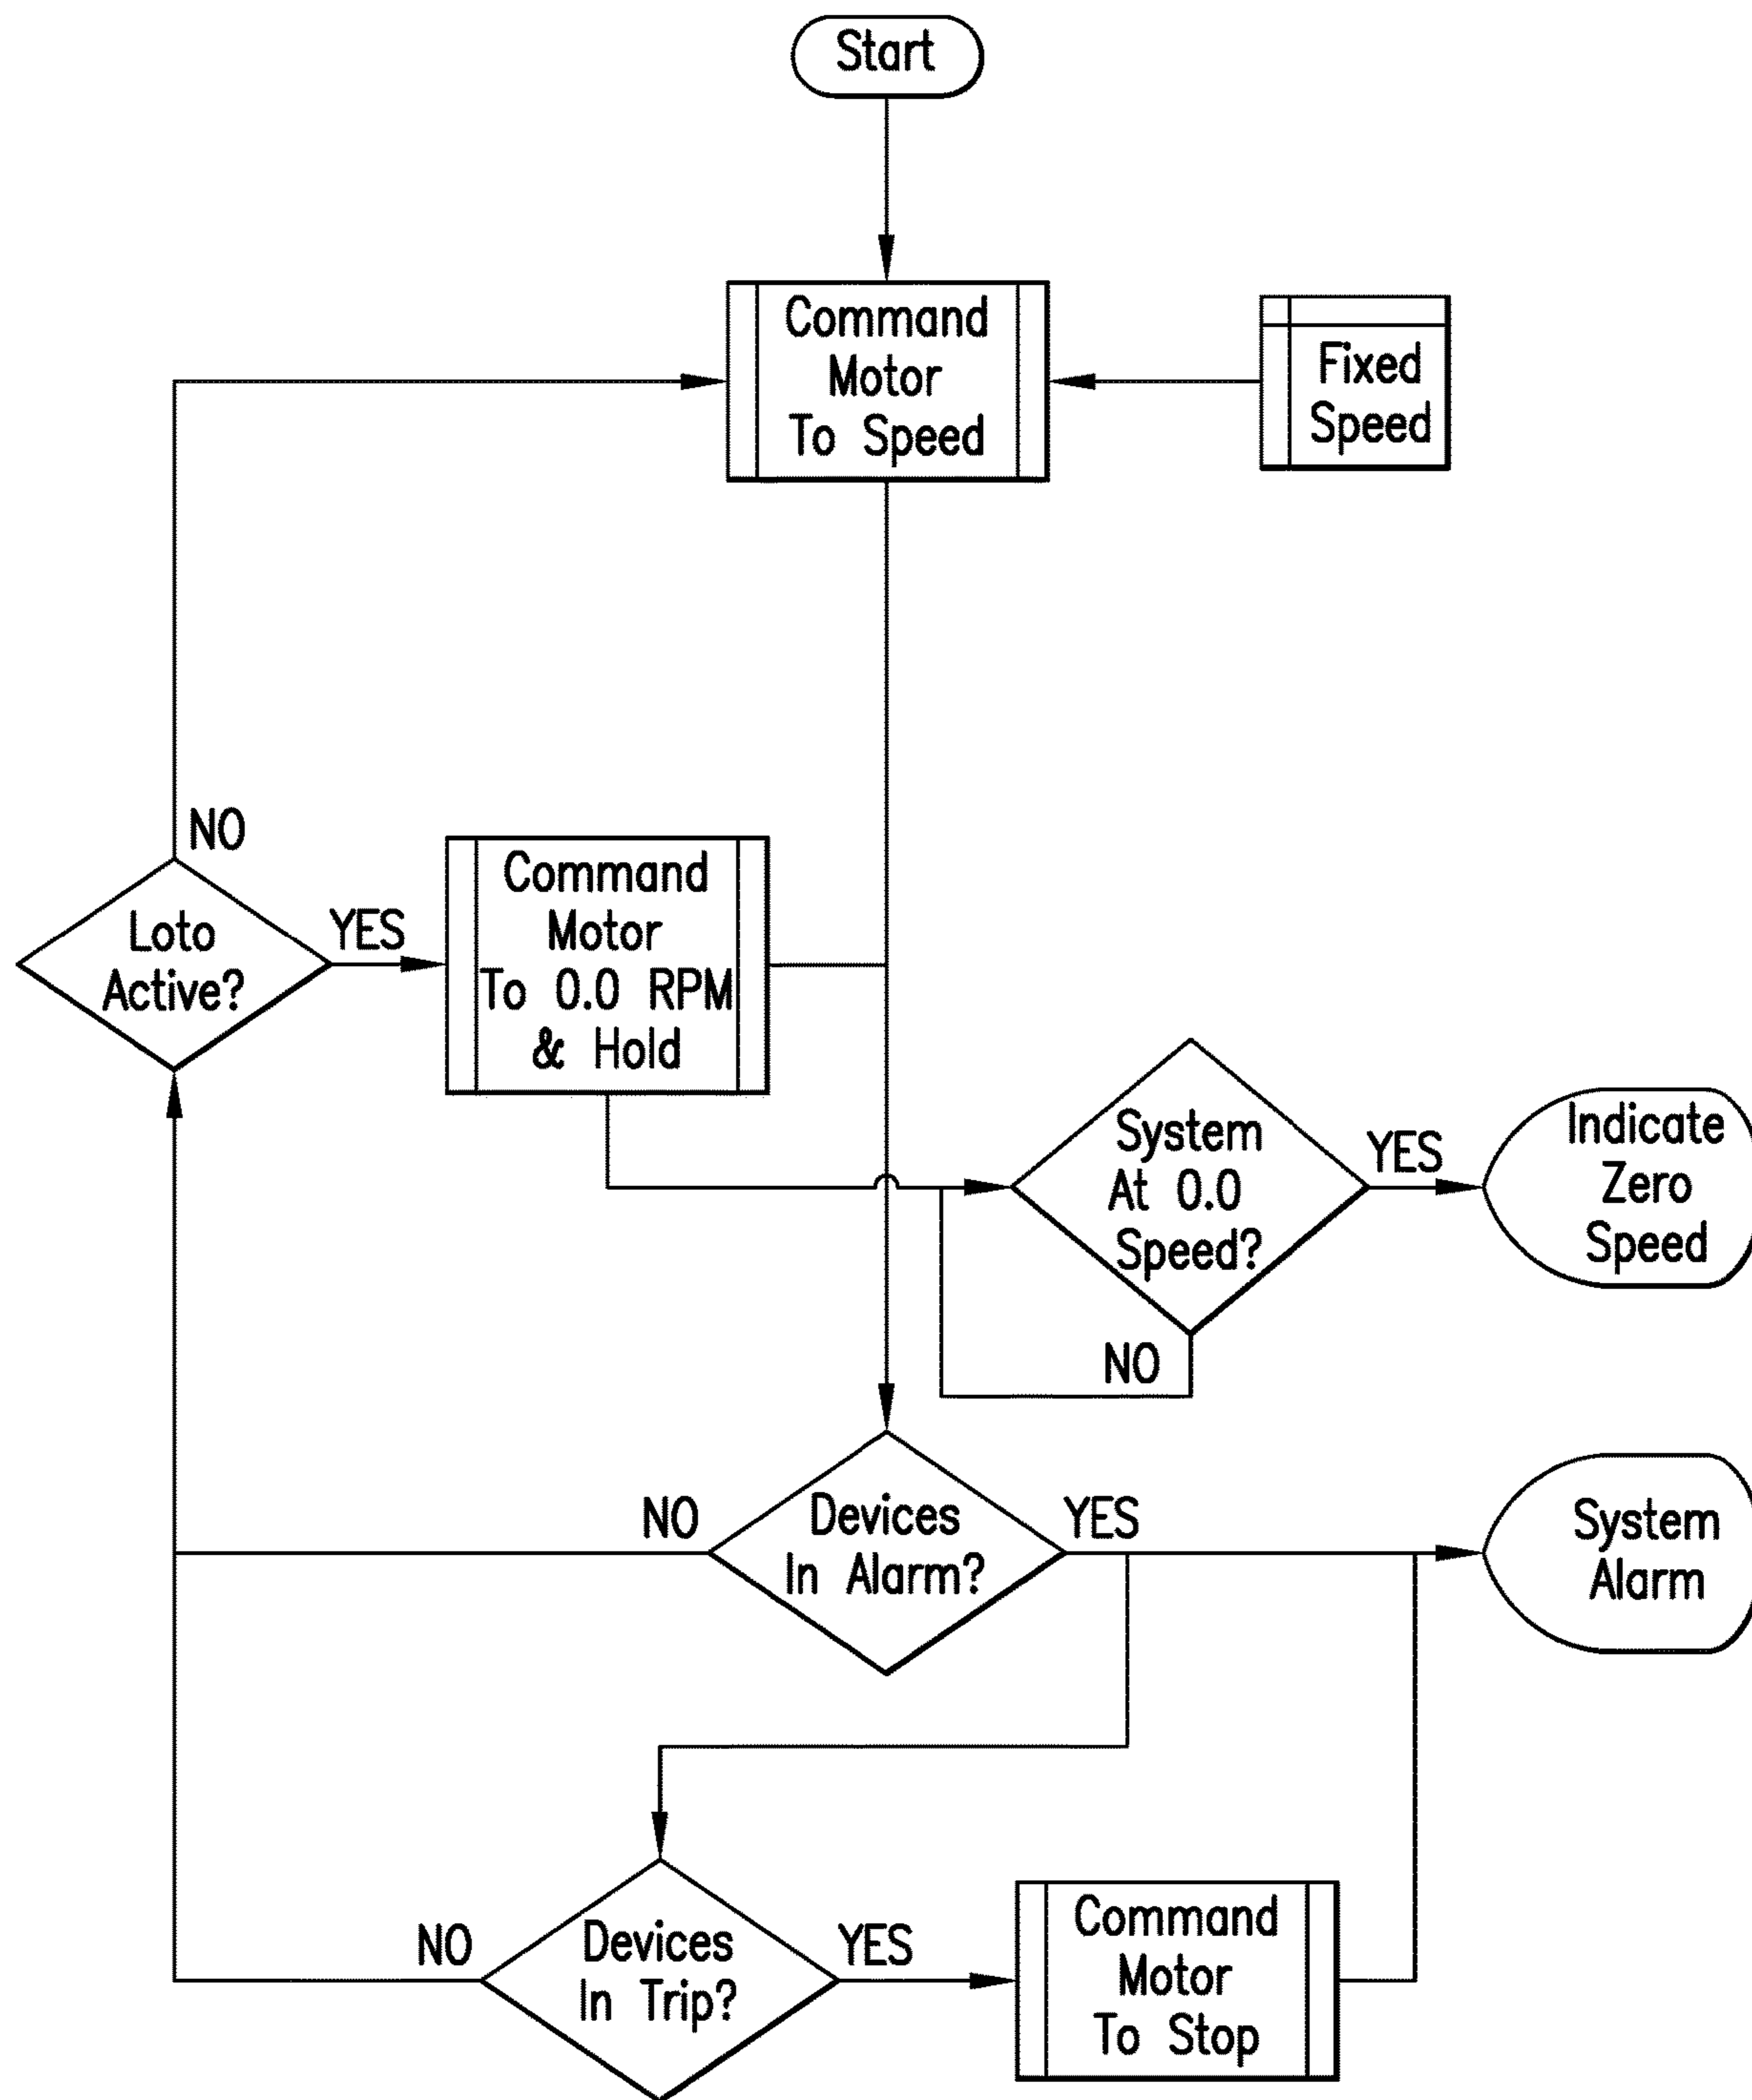 Start
Command
Motor
To Speed
Fixed
Speed
NO
Loto
Active?
YES
Command
Motor
To 0.0 RPM
& Hold
System
At 0.0
Speed?
YES
NO
Indicate
Zero
Speed
NO
Devices
In Alarm?
YES
System
Alarm
NO
Devices
In Trip?
YES
Command
Motor
To Stop